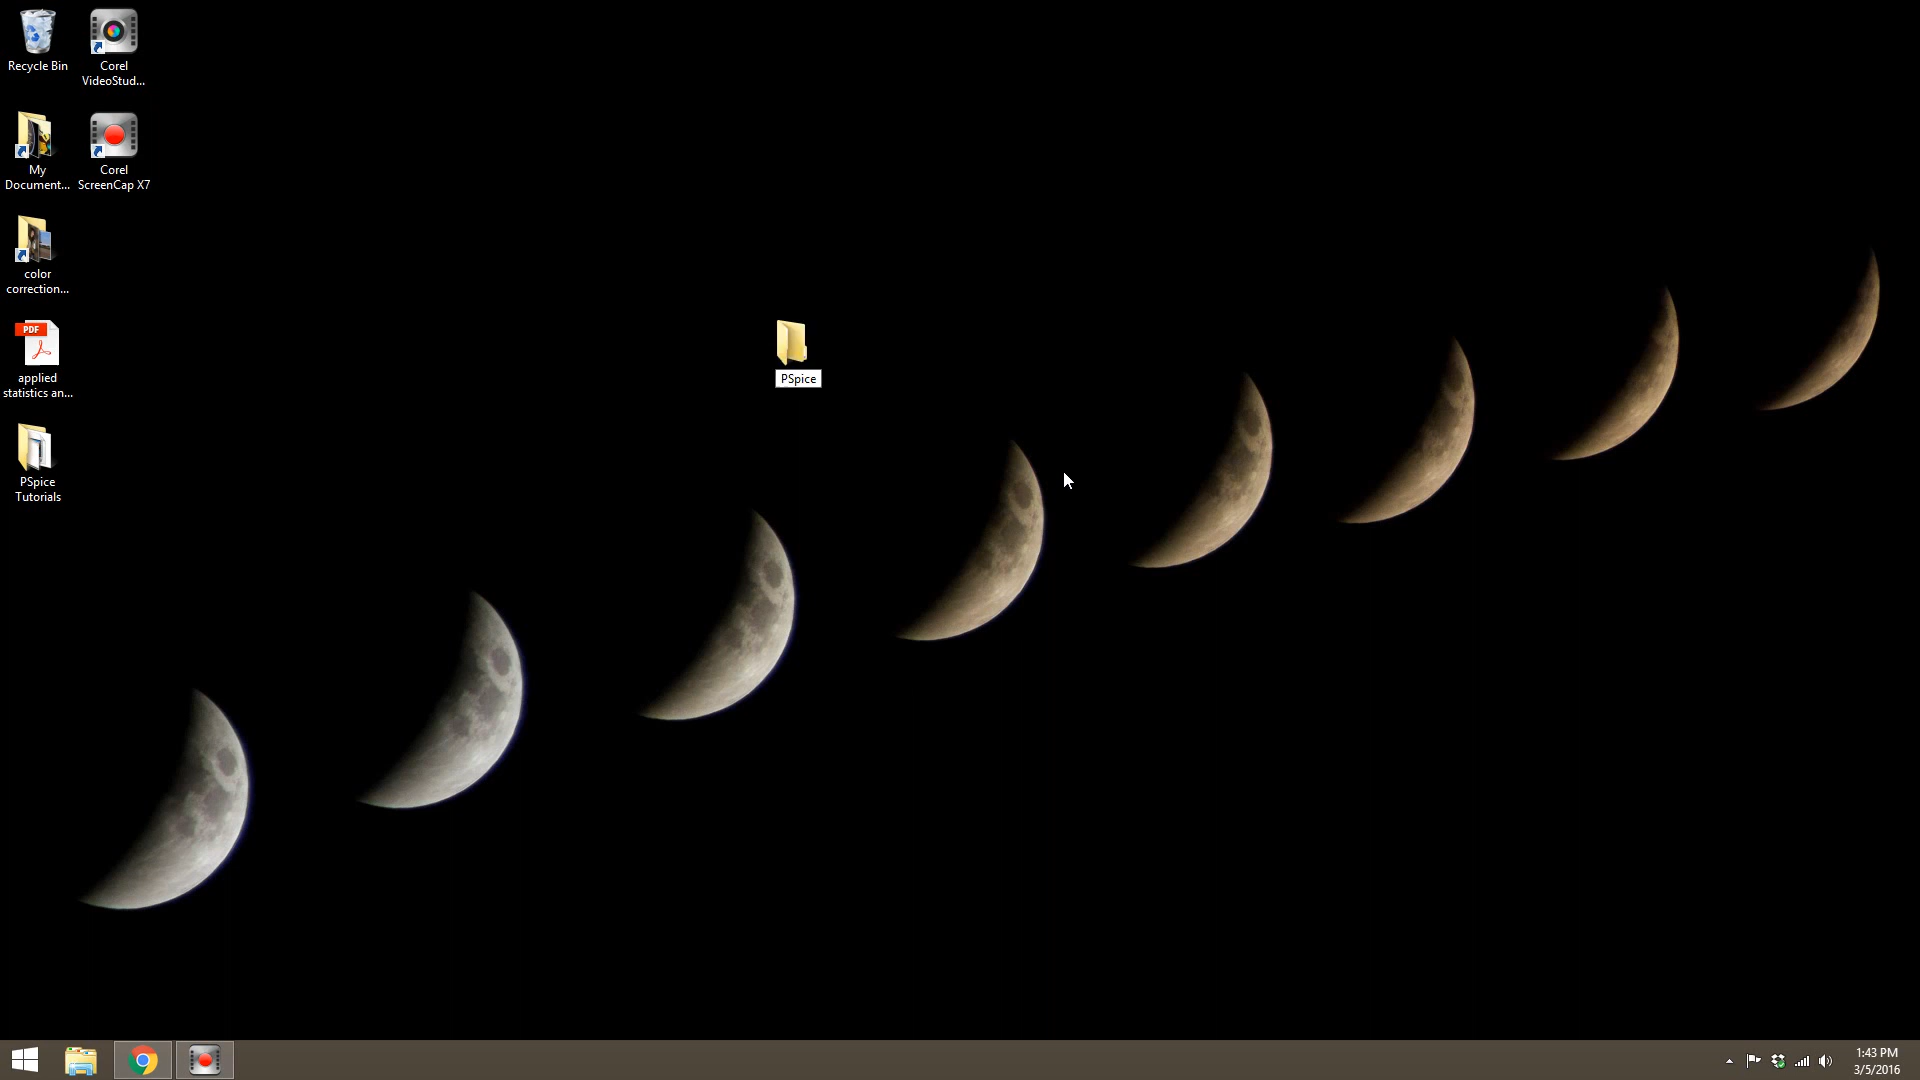 Recycle Bin
Corel
VideoStud...
My
Document...
Corel
ScreenCap X7
color
correction...
PDF
applied
statistics an...
PSpice
Tutorials
PSpice
1:43 PM
3/5/2016